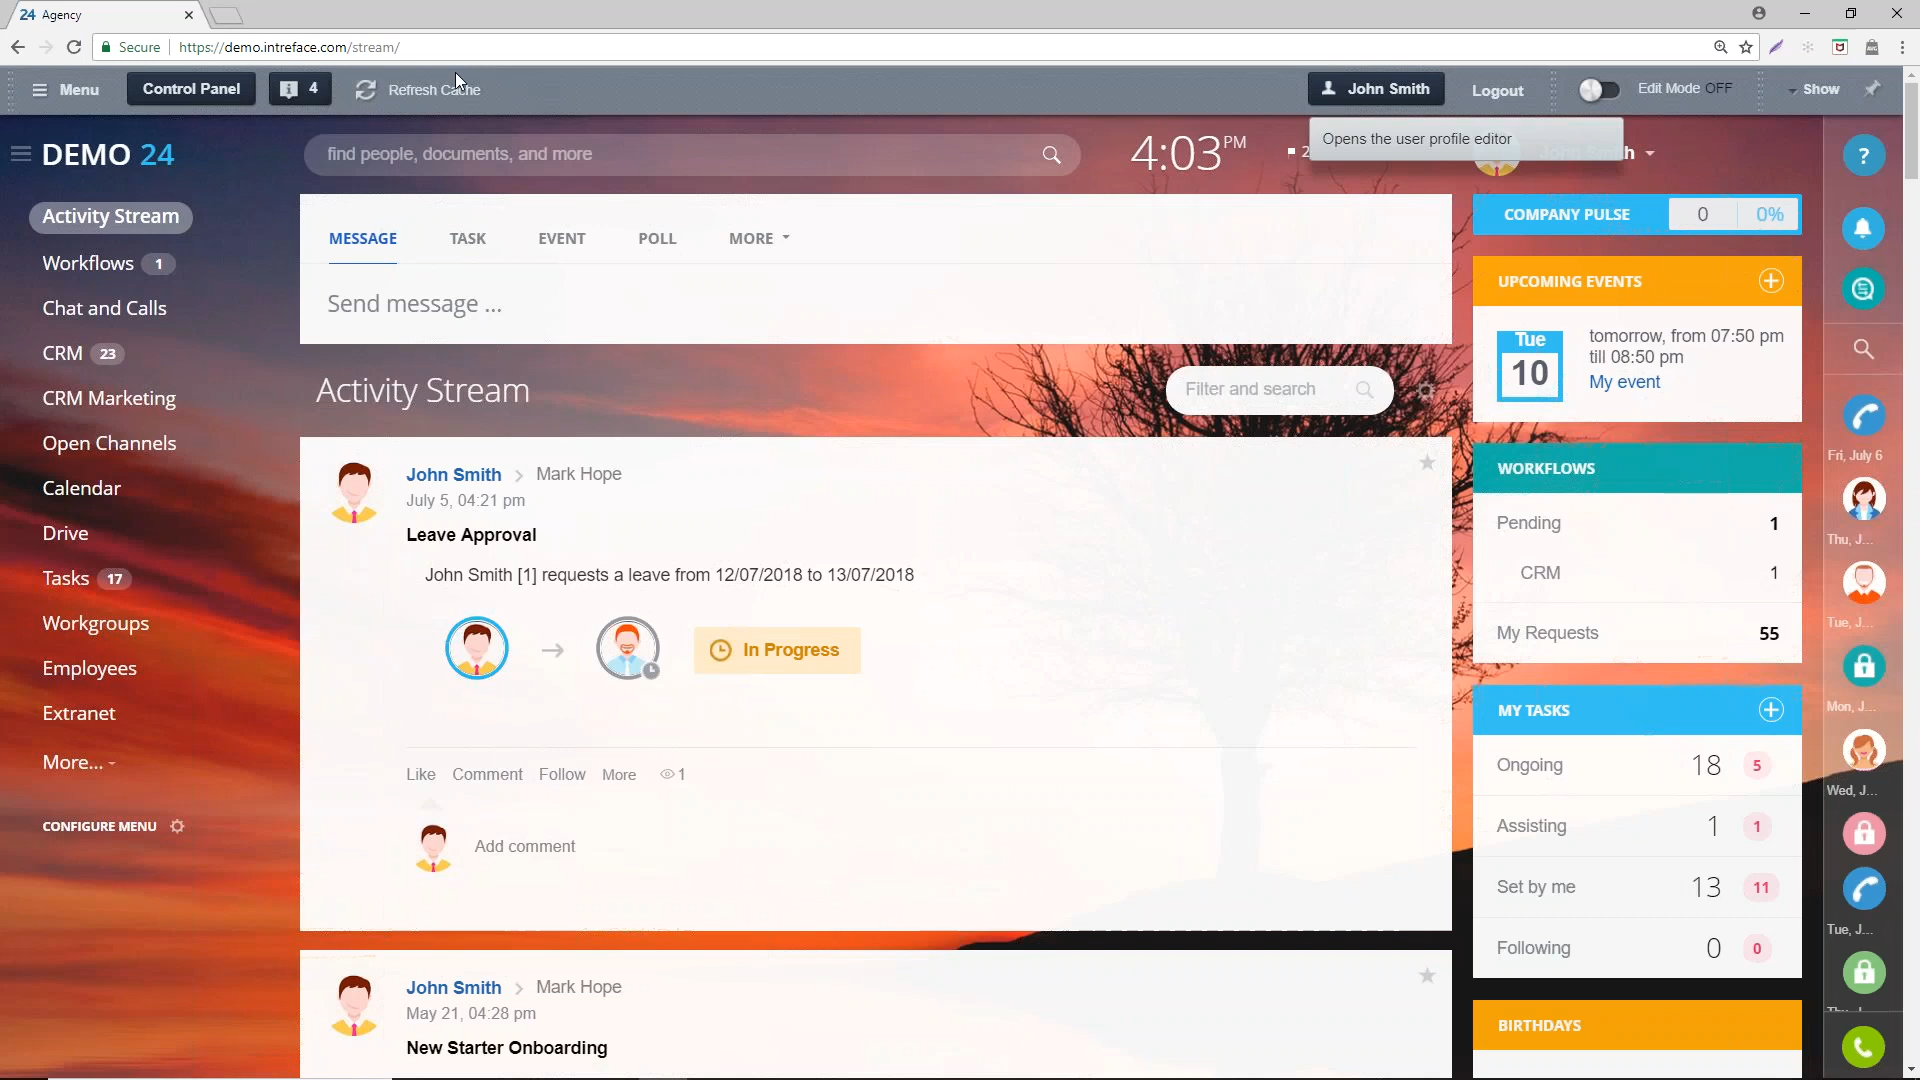 24 Agency
Secure https://demo.intreface.com/stream/
Menu
Control Panel
4
Refresh Cache
John Smith
Logout
Edit Mode OFF
Show
Opens the user profile editor
DEMO 24
find people, documents, and more
4:03 PM
Activity Stream
Workflows 1
Chat and Calls
CRM 23
CRM Marketing
Open Channels
Calendar
Drive
Tasks 17
Workgroups
Employees
Extranet
More...
CONFIGURE MENU
MESSAGE
TASK
EVENT
POLL
MORE
Send message ...
Activity Stream
Filter and search
John Smith > Mark Hope
July 5, 04:21 pm
Leave Approval
John Smith [1] requests a leave from 12/07/2018 to 13/07/2018
In Progress
Like Comment Follow More 1
Add comment
John Smith > Mark Hope
May 21, 04:28 pm
New Starter Onboarding
COMPANY PULSE 0 0%
UPCOMING EVENTS
Tue
10
tomorrow, from 07:50 pm
till 08:50 pm
My event
WORKFLOWS
Pending 1
CRM 1
My Requests 55
MY TASKS
Ongoing 18 5
Assisting 1 1
Set by me 13 11
Following 0 0
BIRTHDAYS
?
Fri, July 6
Thu, J...
Tue, J...
Mon, J...
Wed, J...
Tue, J...